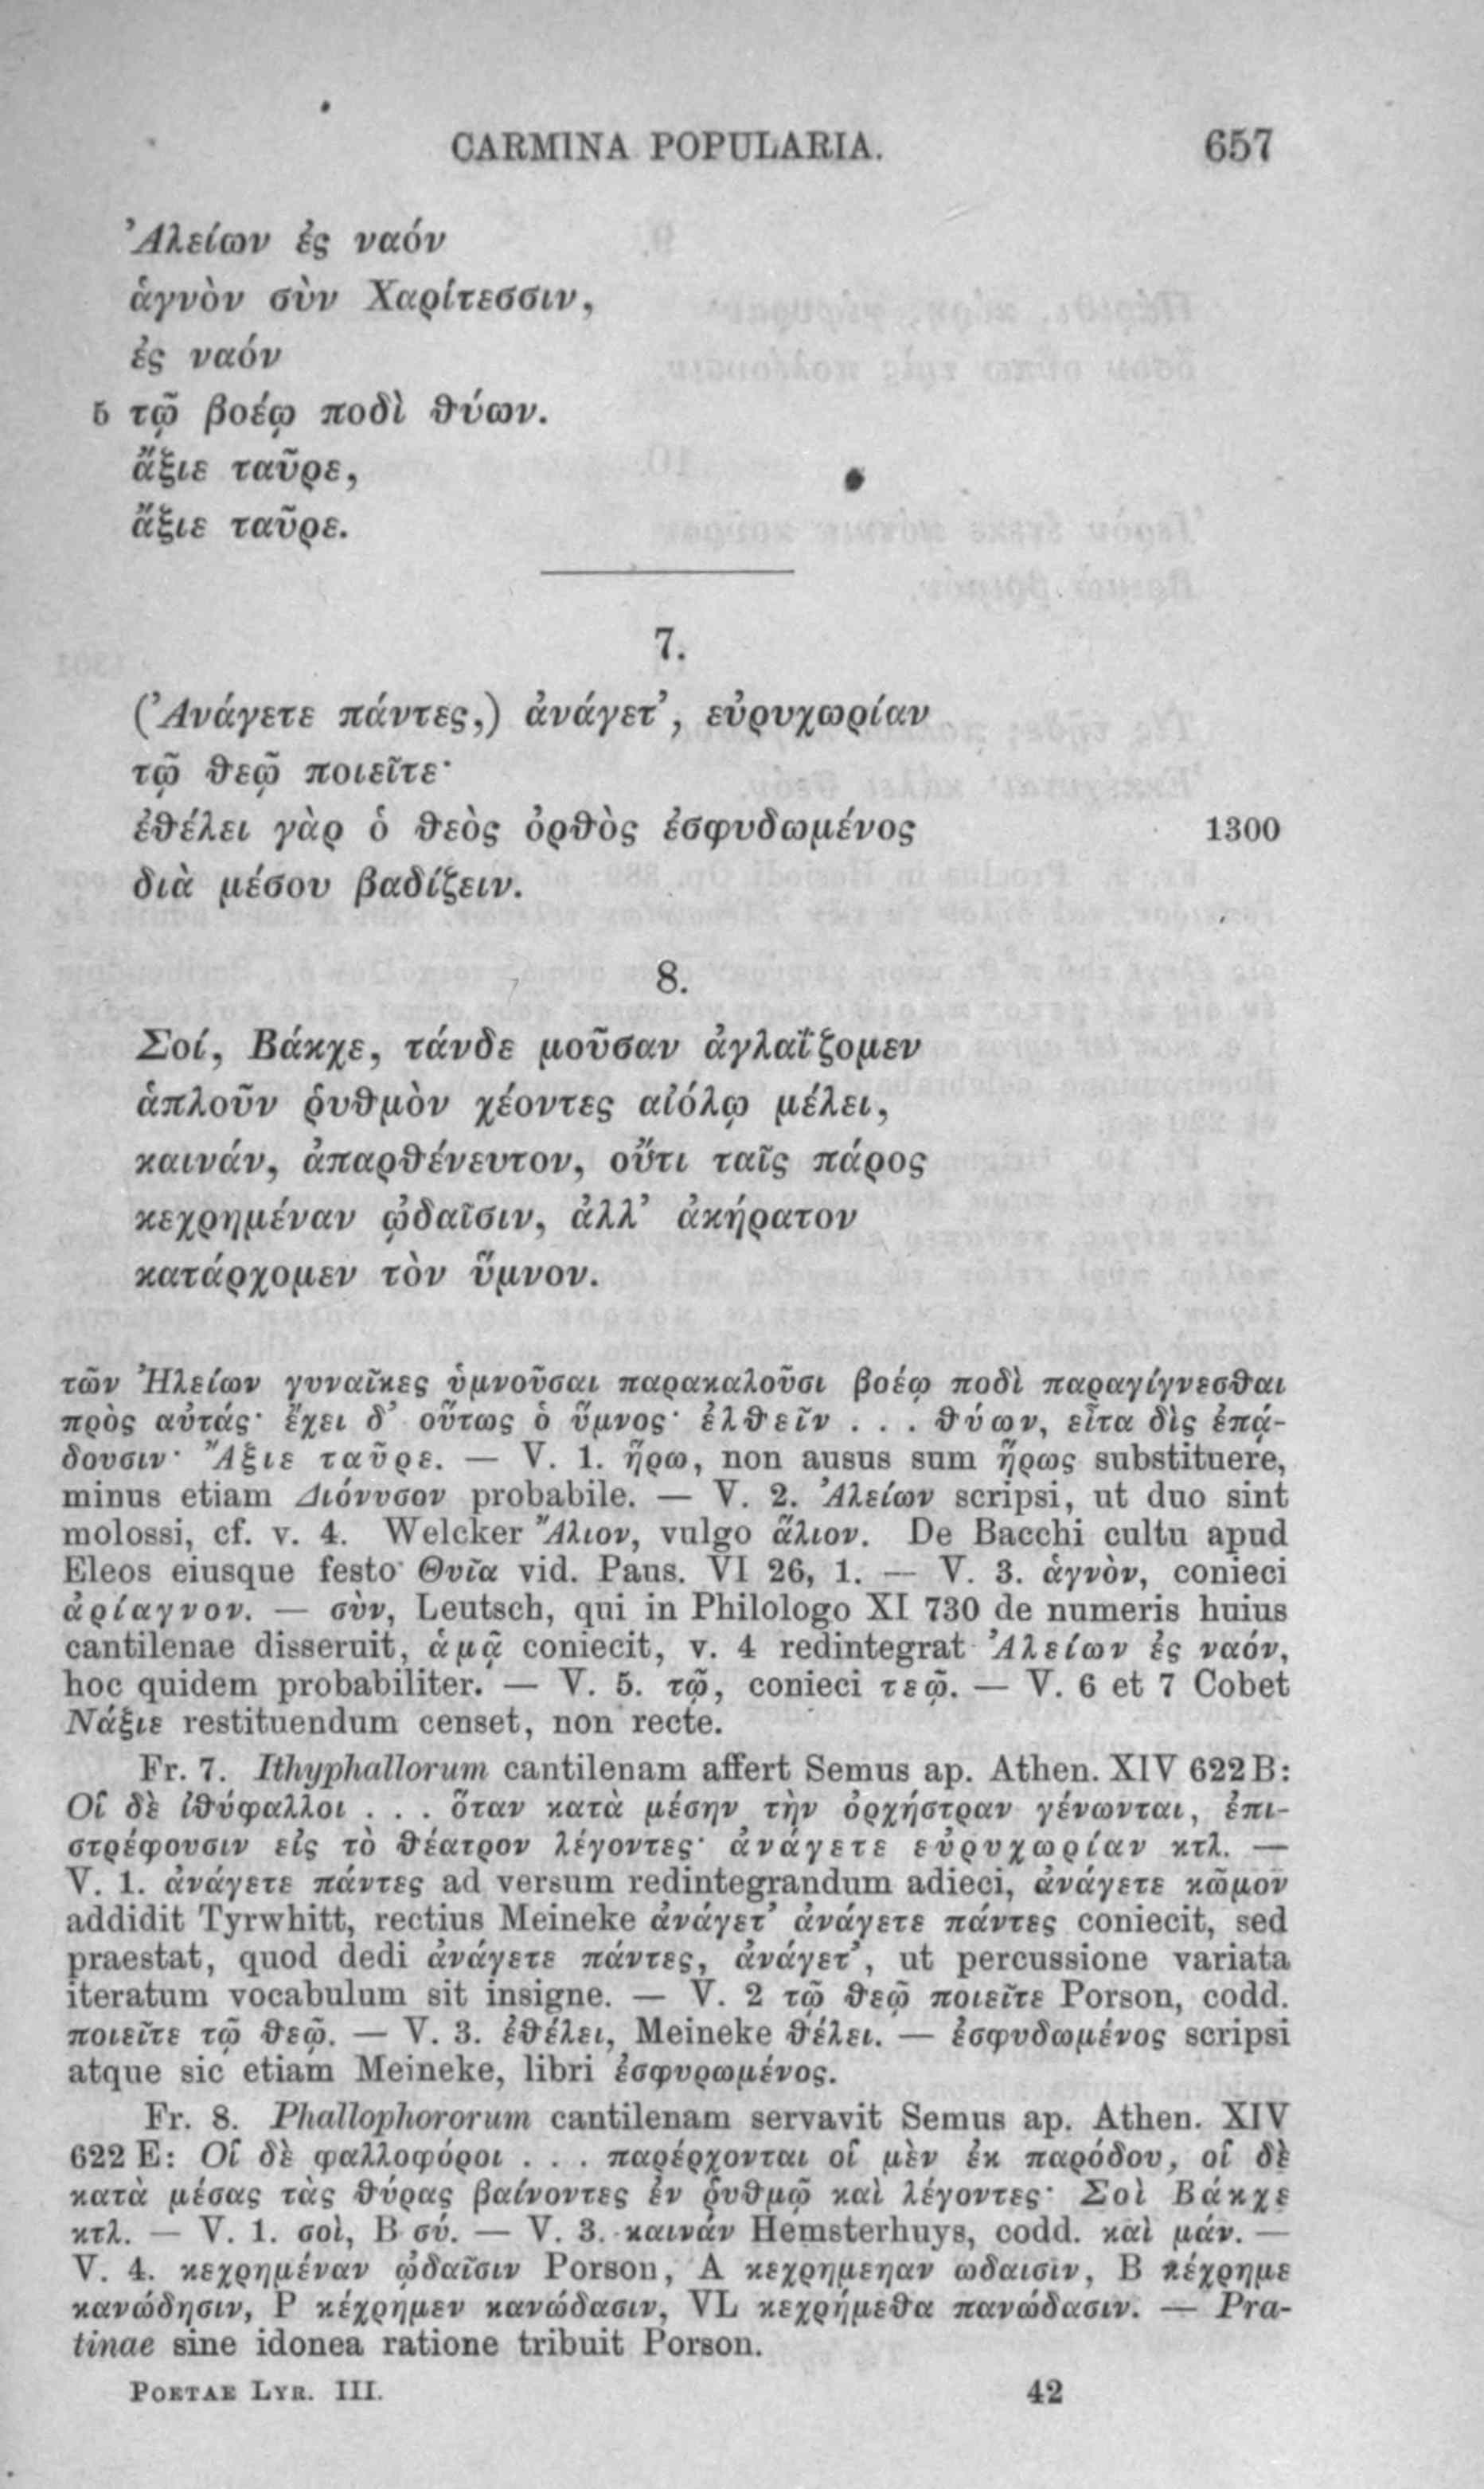 CARMINA POPULARIA. 657
Ἀλείων ἐς ναόν
ἁγνὸν σὺν Χαρίτεσσιν,
ἐς ναόν
5 τῷ βοέῳ ποδὶ θύων.
ἄξιε ταῦρε,
ἄξιε ταῦρε.
7.
(Ἀνάγετε πάντες,) ἀνάγετ’, εὐρυχωρίαν
τῷ θεῷ ποιεῖτε·
ἐθέλει γὰρ ὁ θεὸς ὀρθὸς ἐσφυδωμένος 1300
διὰ μέσου βαδίζειν.
8.
Σοί, Βάκχε, τάνδε μοῦσαν ἀγλαΐζομεν
ἁπλοῦν ῥυθμὸν χέοντες αἰόλῳ μέλει,
καινάν, ἀπαρθένευτον, οὔτι ταῖς πάρος
κεχρημέναν ᾠδαῖσιν, ἀλλ’ ἀκήρατον
κατάρχομεν τὸν ὕμνον.
τῶν Ἠλείων γυναῖκες ὑμνοῦσαι παρακαλοῦσι βοέῳ ποδὶ παραγίγνεσθαι
πρὸς αὐτάς· ἔχει δ’ οὕτως ὁ ὕμνος· ἐλθεῖν . . . θύων, εἶτα δὶς ἐπᾴ-
δουσιν· Ἄξιε ταῦρε. — V. 1. ἥρω, non ausus sum ἥρως substituere,
minus etiam Διόνυσον probabile. — V. 2. Ἀλείων scripsi, ut duo sint
molossi, cf. v. 4. Welcker Ἄλιον, vulgo ἅλιον. De Bacchi cultu apud
Eleos eiusque festo Θυῖα vid. Paus. VI 26, 1. — V. 3. ἁγνὸν, conieci
ἀρίαγνον. — σὺν, Leutsch, qui in Philologo XI 730 de numeris huius
cantilenae disseruit, ἁμᾷ coniecit, v. 4 redintegrat Ἀλείων ἐς ναόν,
hoc quidem probabiliter. — V. 5. τῷ, conieci τεῷ. — V. 6 et 7 Cobet
Νάξιε restituendum censet, non recte.
Fr. 7. Ithyphallorum cantilenam affert Semus ap. Athen. XIV 622 B:
Οἱ δὲ ἰθύφαλλοι . . . ὅταν κατὰ μέσην τὴν ὀρχήστραν γένωνται, ἐπι-
στρέφουσιν εἰς τὸ θέατρον λέγοντες· ἀνάγετε εὐρυχωρίαν κτλ. —
V. 1. ἀνάγετε πάντες ad versum redintegrandum adieci, ἀνάγετε κῶμον
addidit Tyrwhitt, rectius Meineke ἀνάγετ’ ἀνάγετε πάντες coniecit, sed
praestat, quod dedi ἀνάγετε πάντες, ἀνάγετ’, ut percussione variata
iteratum vocabulum sit insigne. — V. 2 τῷ θεῷ ποιεῖτε Porson, codd.
ποιεῖτε τῷ θεῷ. — V. 3. ἐθέλει, Meineke θέλει. — ἐσφυδωμένος scripsi
atque sic etiam Meineke, libri ἐσφυρωμένος.
Fr. 8. Phallophororum cantilenam servavit Semus ap. Athen. XIV
622 E: Οἱ δὲ φαλλοφόροι . . . παρέρχονται οἱ μὲν ἐκ παρόδου, οἱ δὲ
κατὰ μέσας τὰς θύρας βαίνοντες ἐν ῥυθμῷ καὶ λέγοντες· Σοὶ Βάκχε
κτλ. — V. 1. σοὶ, B σύ. — V. 3. καινάν Hemsterhuys, codd. καὶ μάν. —
V. 4. κεχρημέναν ᾠδαῖσιν Porson, A κεχρημεηαν ωδαισιν, B κέχρημε
κανώδησιν, P κέχρημεν κανώδασιν, VL κεχρήμεθα πανώδασιν. — Pra-
tinae sine idonea ratione tribuit Porson.
POETAE LYR. III. 42